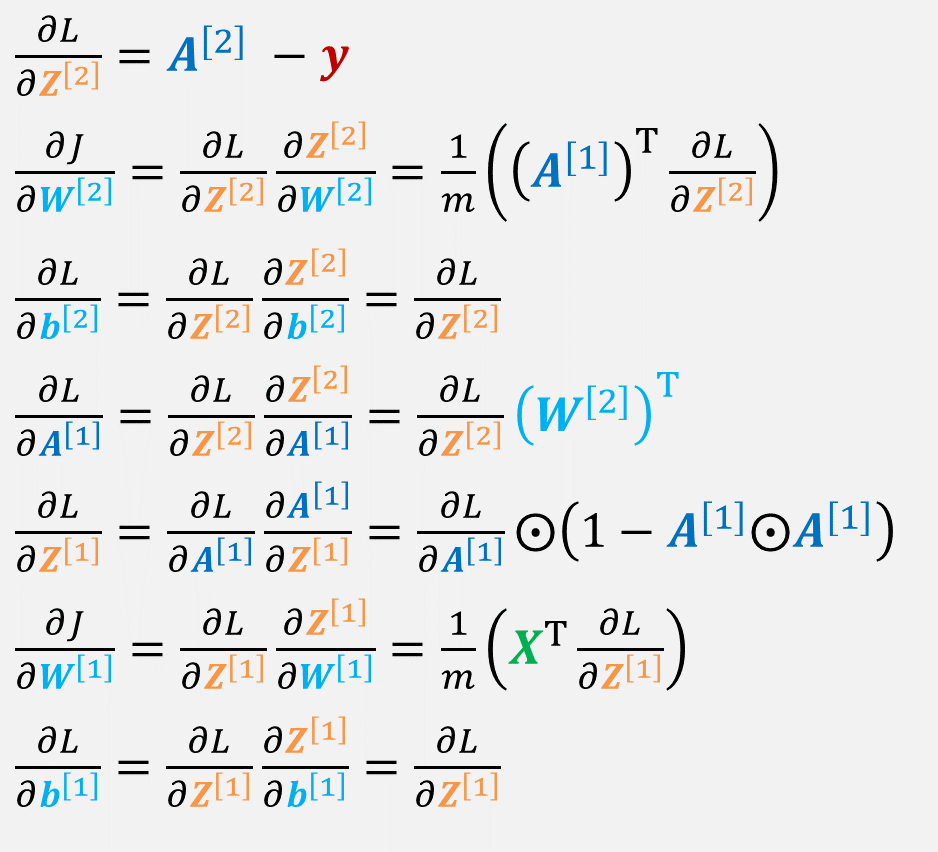 ∂L/∂Z^[2] = A^[2] − y
∂J/∂W^[2] = ∂L/∂Z^[2] ∂Z^[2]/∂W^[2] = 1/m ((A^[1])^T ∂L/∂Z^[2])
∂L/∂b^[2] = ∂L/∂Z^[2] ∂Z^[2]/∂b^[2] = ∂L/∂Z^[2]
∂L/∂A^[1] = ∂L/∂Z^[2] ∂Z^[2]/∂A^[1] = ∂L/∂Z^[2] (W^[2])^T
∂L/∂Z^[1] = ∂L/∂A^[1] ∂A^[1]/∂Z^[1] = ∂L/∂A^[1] ⊙ (1 − A^[1] ⊙ A^[1])
∂J/∂W^[1] = ∂L/∂Z^[1] ∂Z^[1]/∂W^[1] = 1/m (X^T ∂L/∂Z^[1])
∂L/∂b^[1] = ∂L/∂Z^[1] ∂Z^[1]/∂b^[1] = ∂L/∂Z^[1]